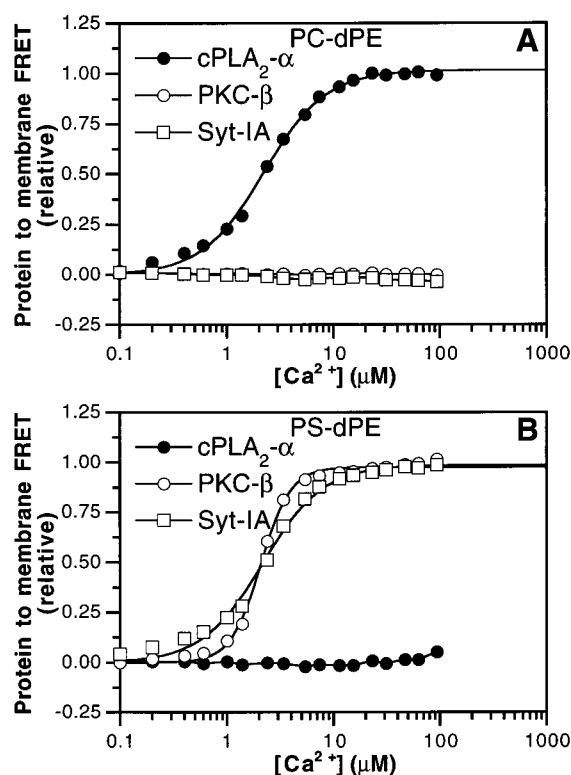 PC-dPE
A
cPLA₂-α
PKC-β
Syt-IA
Protein to membrane FRET
(relative)
1.25
1.00
0.75
0.50
0.25
0.00
-0.25
0.1
1
10
100
1000
[Ca²⁺] (μM)
PS-dPE
B
cPLA₂-α
PKC-β
Syt-IA
Protein to membrane FRET
(relative)
1.25
1.00
0.75
0.50
0.25
0.00
-0.25
0.1
1
10
100
1000
[Ca²⁺] (μM)